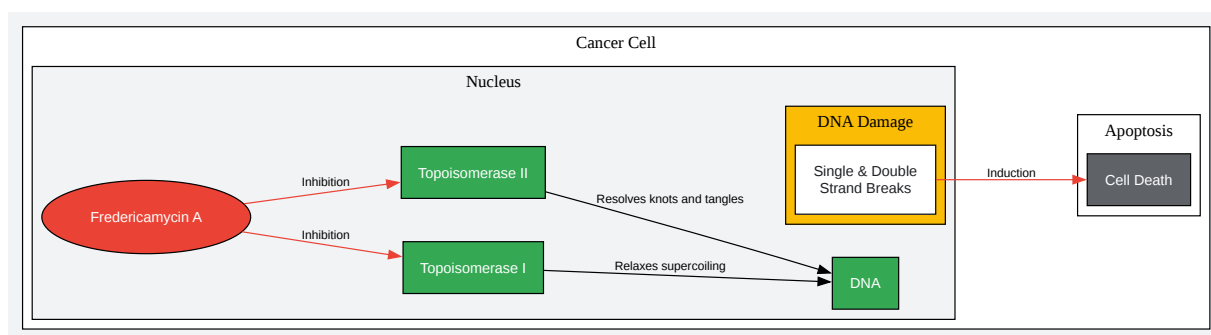 Cancer Cell
Nucleus
DNA Damage
Apoptosis
Single & Double
Strand Breaks
Induction
Cell Death
Inhibition
Topoisomerase II
Resolves knots and tangles
Fredericamycin A
Inhibition
Topoisomerase I
Relaxes supercoiling
DNA